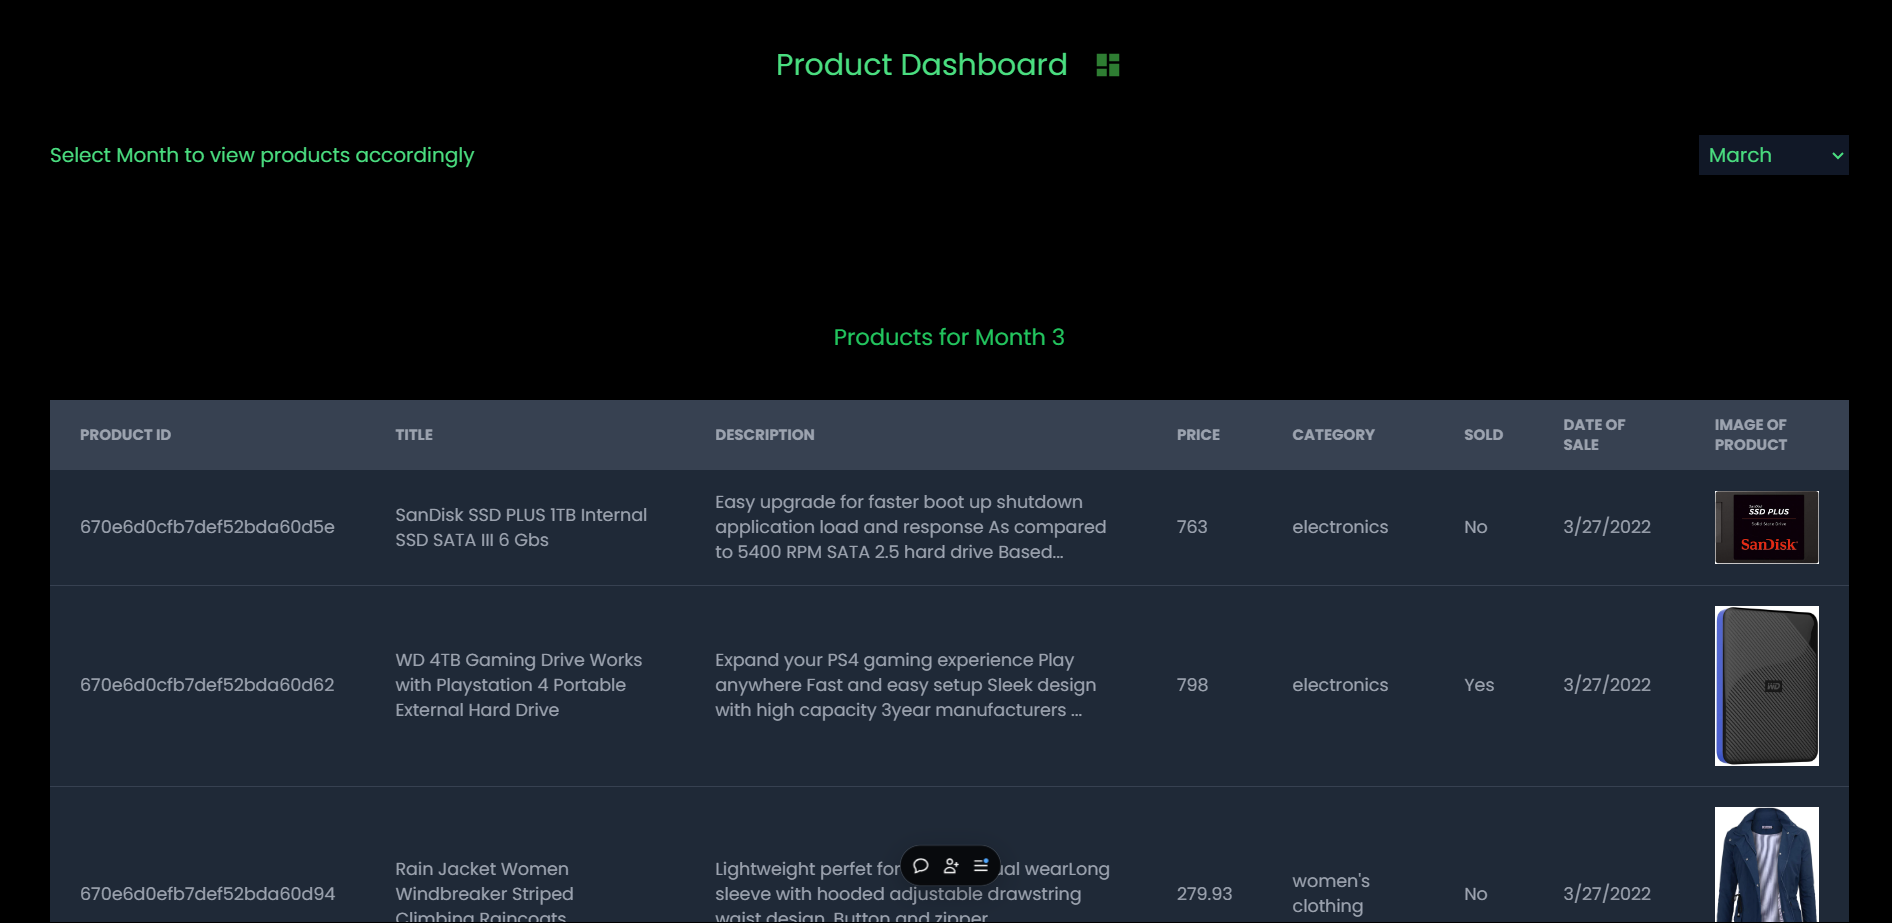 Product Dashboard
Select Month to view products accordingly
March
Products for Month 3
PRODUCT ID
TITLE
DESCRIPTION
PRICE
CATEGORY
SOLD
DATE OF
SALE
IMAGE OF
PRODUCT
670e6d0cfb7def52bda60d5e
SanDisk SSD PLUS 1TB Internal
SSD SATA III 6 Gbs
Easy upgrade for faster boot up shutdown
application load and response As compared
to 5400 RPM SATA 2.5 hard drive Based...
763
electronics
No
3/27/2022
SanDisk
SSD PLUS
Solid State Drive
SanDisk
670e6d0cfb7def52bda60d62
WD 4TB Gaming Drive Works
with Playstation 4 Portable
External Hard Drive
Expand your PS4 gaming experience Play
anywhere Fast and easy setup Sleek design
with high capacity 3year manufacturers ...
798
electronics
Yes
3/27/2022
WD
670e6d0efb7def52bda60d94
Rain Jacket Women
Windbreaker Striped
Climbing Raincoats
Lightweight perfet for ual wearLong
sleeve with hooded adjustable drawstring
waist design. Button and zipper
279.93
women's
clothing
No
3/27/2022